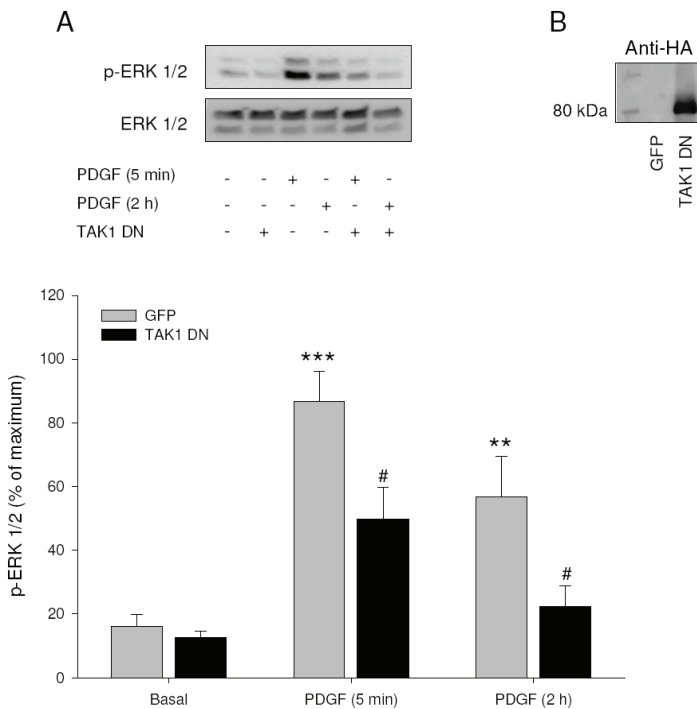 A
B
p-ERK 1/2
ERK 1/2
PDGF (5 min) - - + - + -
PDGF (2 h) - - - + - +
TAK1 DN - + - - + +
Anti-HA
80 kDa
GFP
TAK1 DN
p-ERK 1/2 (% of maximum)
120
100
80
60
40
20
0
GFP
TAK1 DN
***
#
**
#
Basal
PDGF (5 min)
PDGF (2 h)